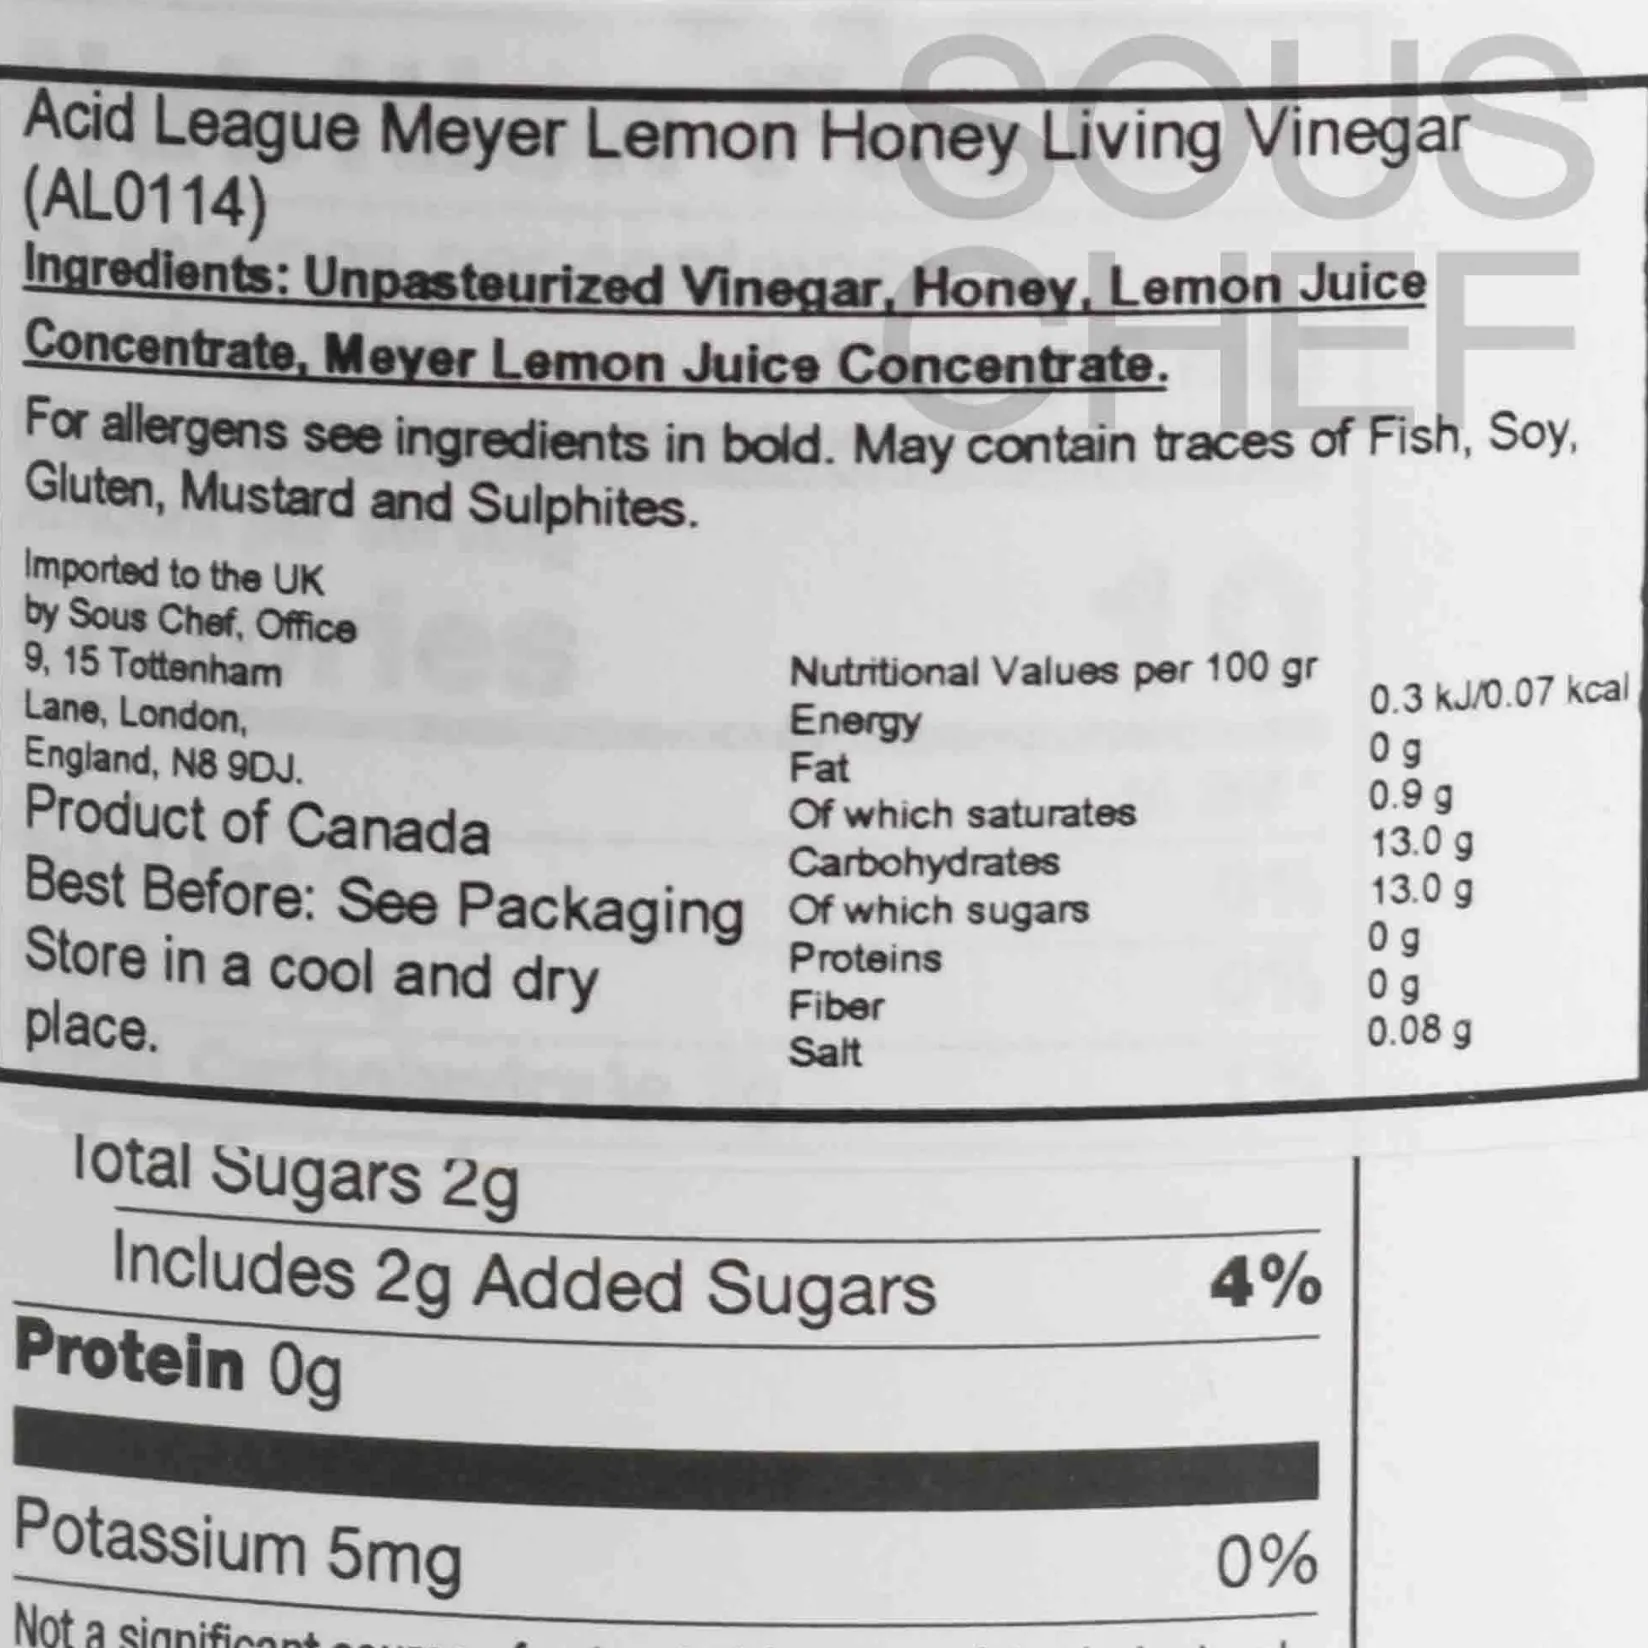 SOUS
CHEF
Acid League Meyer Lemon Honey Living Vinegar
(AL0114)
Ingredients: Unpasteurized Vinegar, Honey, Lemon Juice
Concentrate, Meyer Lemon Juice Concentrate.
For allergens see ingredients in bold. May contain traces of Fish, Soy,
Gluten, Mustard and Sulphites.
Imported to the UK
by Sous Chef, Office
9, 15 Tottenham
Lane, London,
England, N8 9DJ.
Product of Canada
Best Before: See Packaging
Store in a cool and dry
place.
Nutritional Values per 100 gr
Energy 0.3 kJ/0.07 kcal
Fat 0 g
Of which saturates 0.9 g
Carbohydrates 13.0 g
Of which sugars 13.0 g
Proteins 0 g
Fiber 0 g
Salt 0.08 g
Total Sugars 2g
Includes 2g Added Sugars 4%
Protein 0g
Potassium 5mg 0%
Not a significant